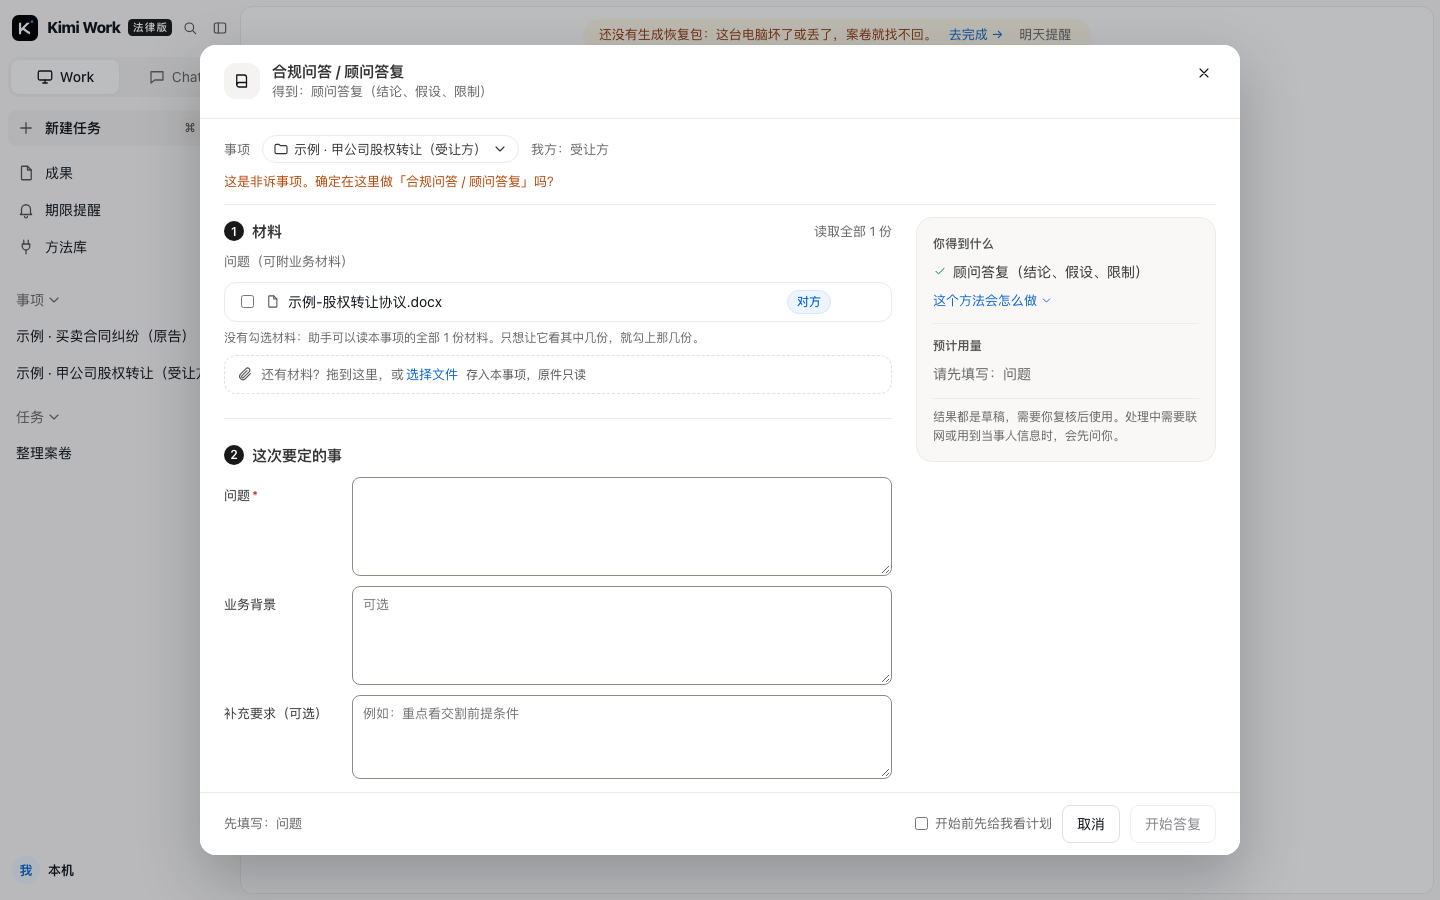 Kimi Work 法律版
还没有生成恢复包：这台电脑坏了或丢了，案卷就找不回。 去完成 → 明天提醒
Work
Chat
新建任务 ⌘
成果
期限提醒
方法库
事项
示例 · 买卖合同纠纷（原告）
示例 · 甲公司股权转让（受让
任务
整理案卷
我 本机
合规问答 / 顾问答复
得到：顾问答复（结论、假设、限制）
事项 示例 · 甲公司股权转让（受让方） 我方：受让方
这是非诉事项。确定在这里做「合规问答 / 顾问答复」吗？
1 材料 读取全部 1 份
问题（可附业务材料）
示例-股权转让协议.docx 对方
没有勾选材料：助手可以读本事项的全部 1 份材料。只想让它看其中几份，就勾上那几份。
还有材料？拖到这里，或 选择文件 存入本事项，原件只读
2 这次要定的事
问题 *
业务背景
可选
补充要求（可选）
例如：重点看交割前提条件
你得到什么
顾问答复（结论、假设、限制）
这个方法会怎么做
预计用量
请先填写：问题
结果都是草稿，需要你复核后使用。处理中需要联
网或用到当事人信息时，会先问你。
先填写：问题
开始前先给我看计划 取消 开始答复